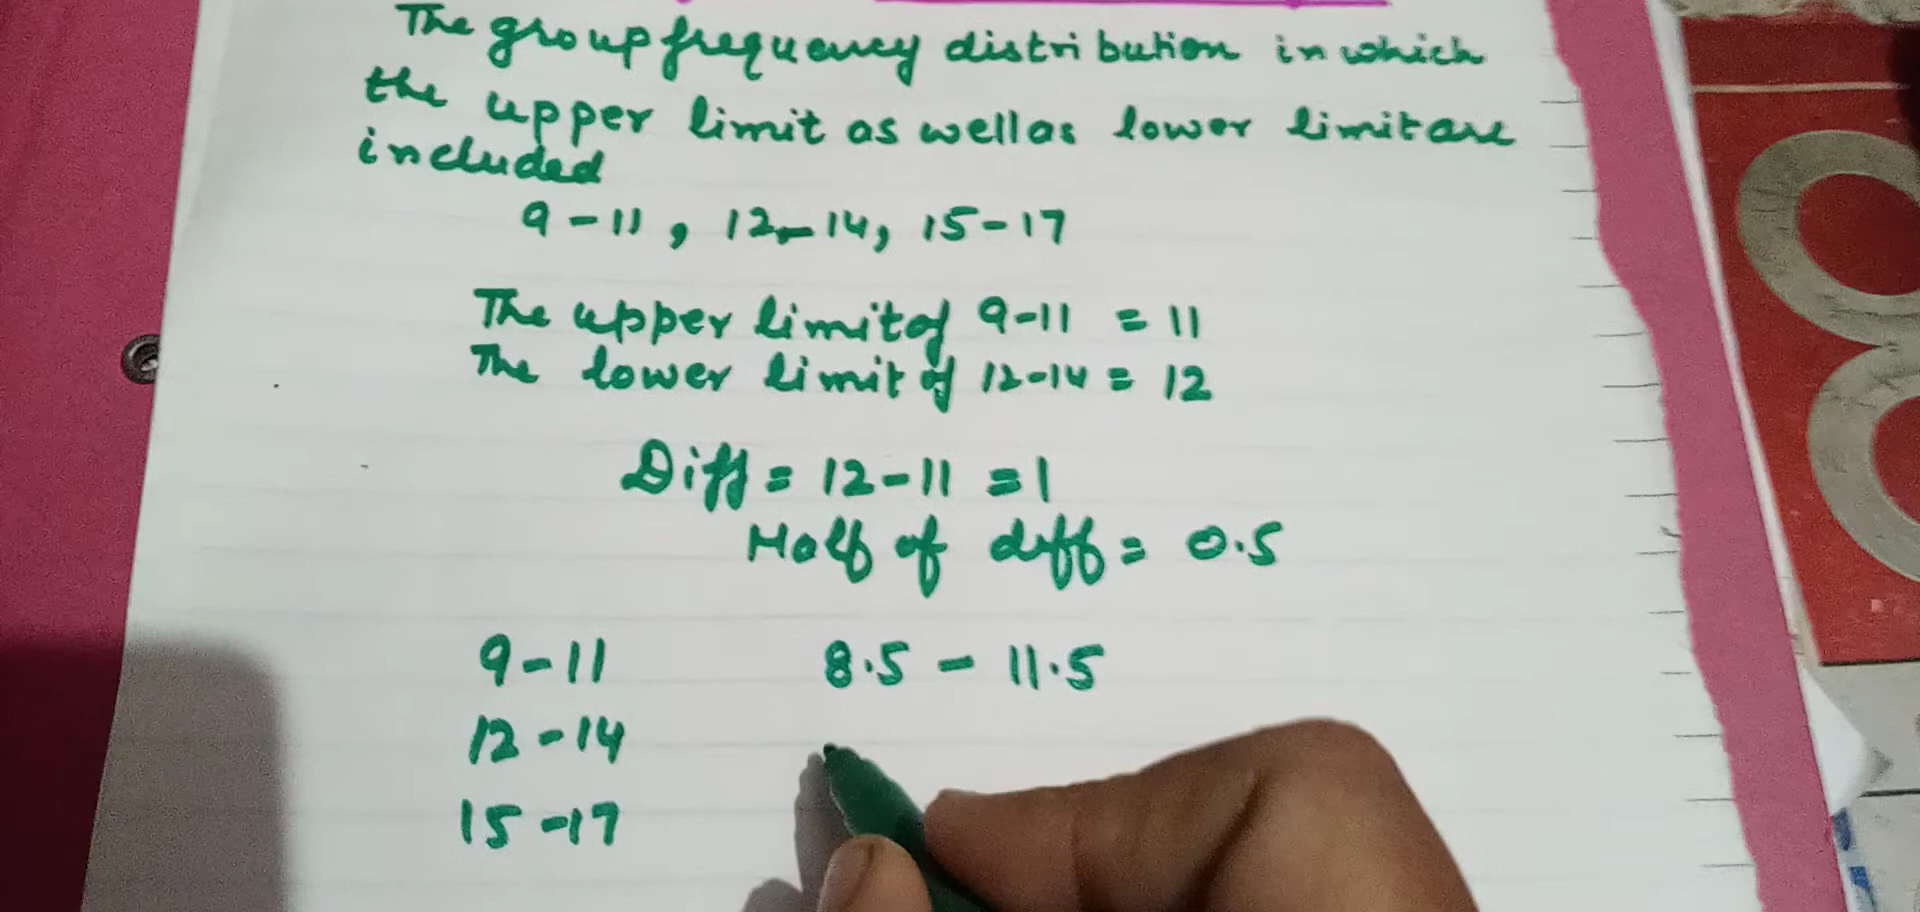 The group frequency distribution in which
the upper limit as well as lower limit are
included
9-11, 12-14, 15-17
The upper limit of 9-11 = 11
The lower limit of 12-14 = 12
Diff = 12-11 = 1
Half of diff = 0.5
9-11 8.5 - 11.5
12-14
15-17